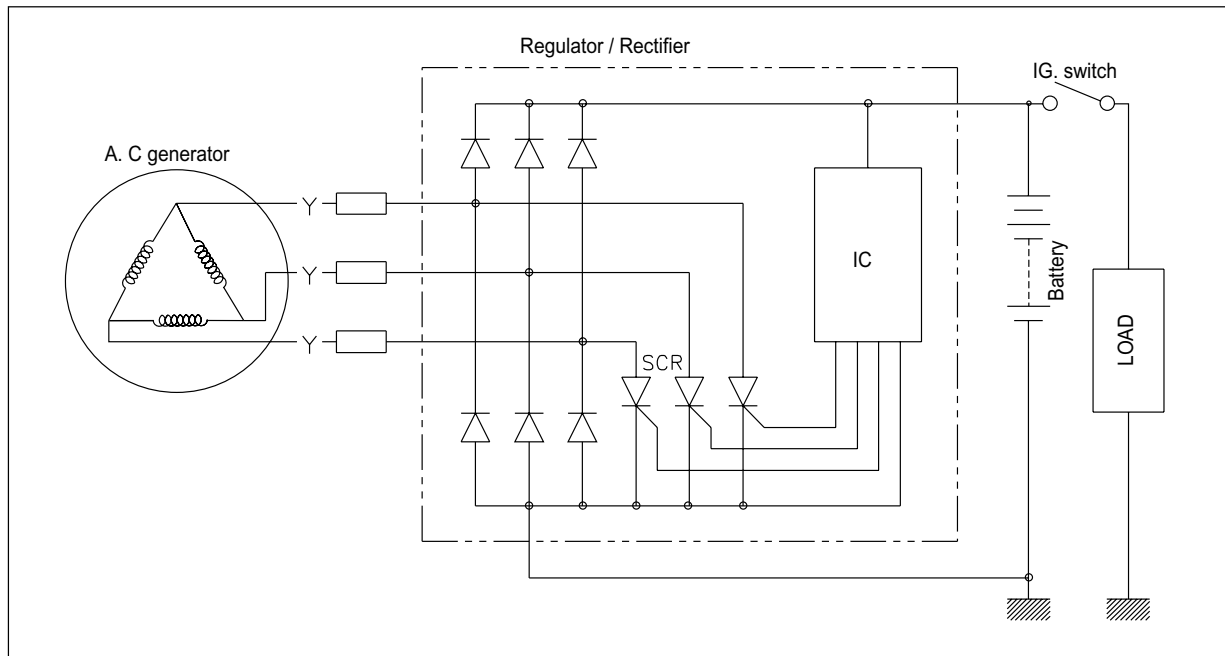 Regulator / Rectifier
IG. switch
A. C generator
Y
Y
Y
IC
Battery
LOAD
SCR